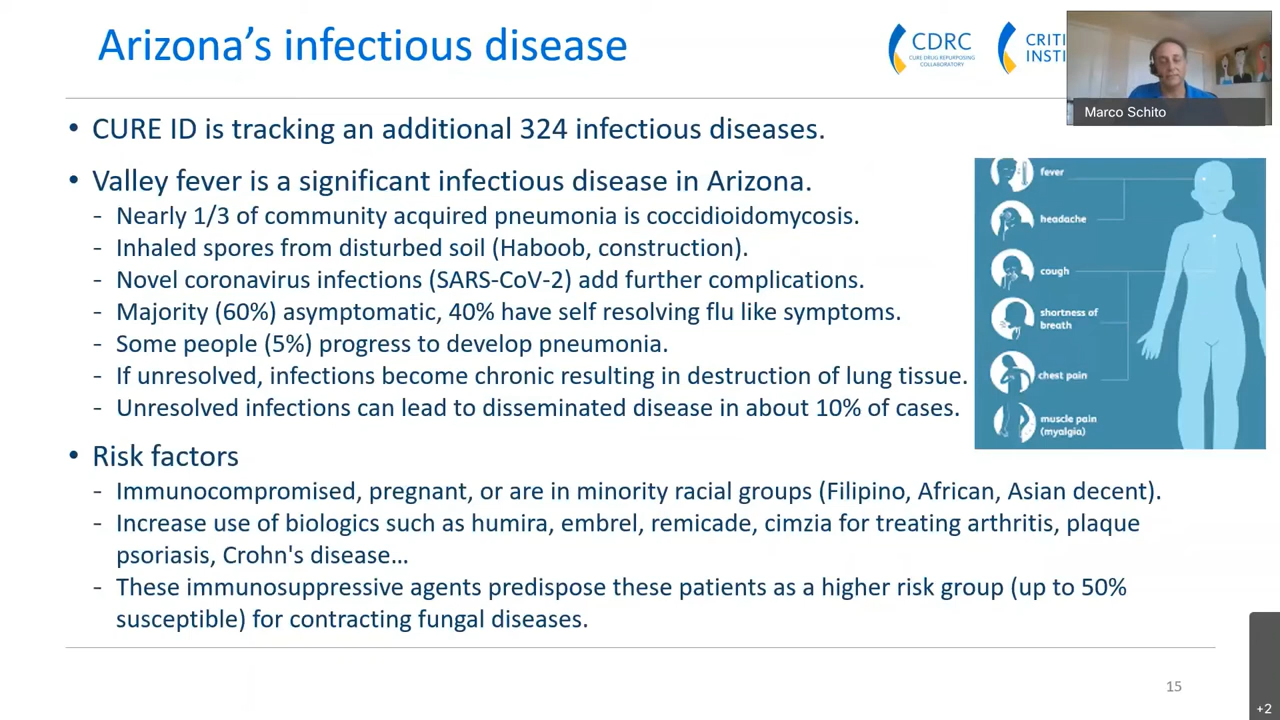 Arizona’s infectious disease
CDRC
CURE DRUG REPURPOSING
COLLABORATORY
CRITI
INSTI
Marco Schito
• CURE ID is tracking an additional 324 infectious diseases.
• Valley fever is a significant infectious disease in Arizona.
- Nearly 1/3 of community acquired pneumonia is coccidioidomycosis.
- Inhaled spores from disturbed soil (Haboob, construction).
- Novel coronavirus infections (SARS-CoV-2) add further complications.
- Majority (60%) asymptomatic, 40% have self resolving flu like symptoms.
- Some people (5%) progress to develop pneumonia.
- If unresolved, infections become chronic resulting in destruction of lung tissue.
- Unresolved infections can lead to disseminated disease in about 10% of cases.
fever
headache
cough
shortness of
breath
chest pain
muscle pain
(myalgia)
• Risk factors
- Immunocompromised, pregnant, or are in minority racial groups (Filipino, African, Asian decent).
- Increase use of biologics such as humira, embrel, remicade, cimzia for treating arthritis, plaque
psoriasis, Crohn's disease…
- These immunosuppressive agents predispose these patients as a higher risk group (up to 50%
susceptible) for contracting fungal diseases.
15
+2